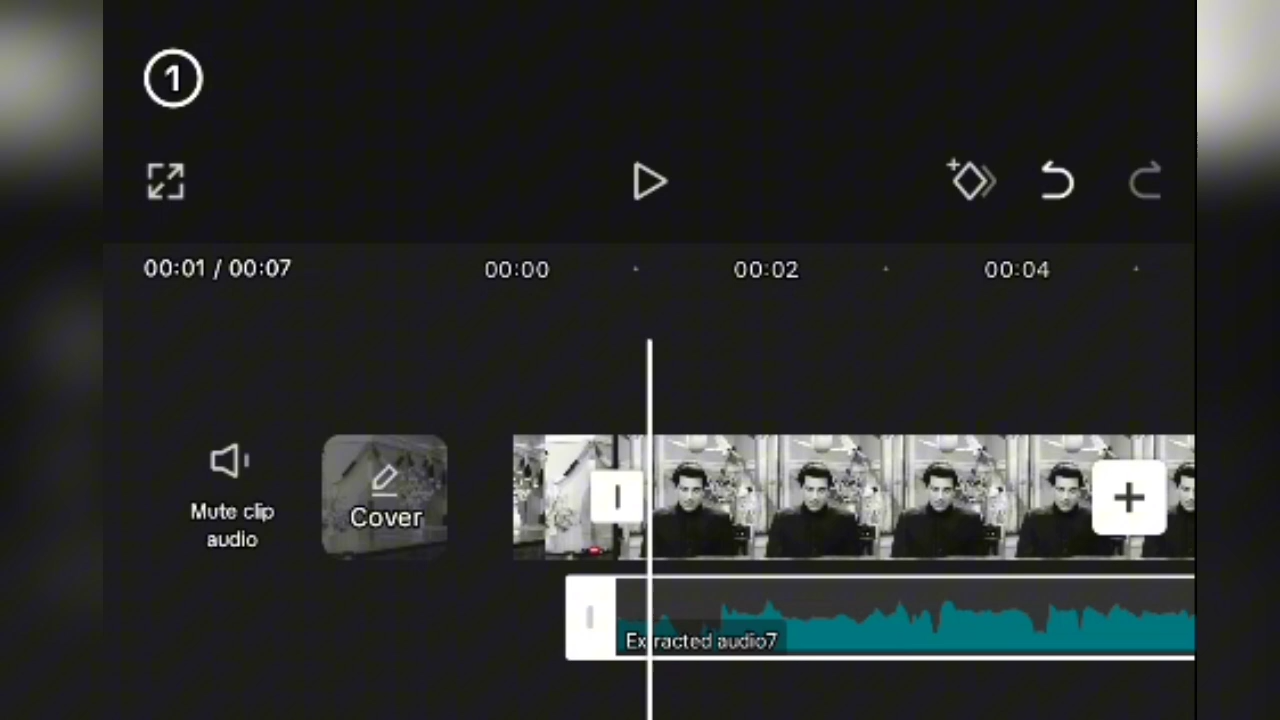 1
00:01 / 00:07
00:00
00:02
00:04
Mute clip
audio
Cover
Extracted audio7